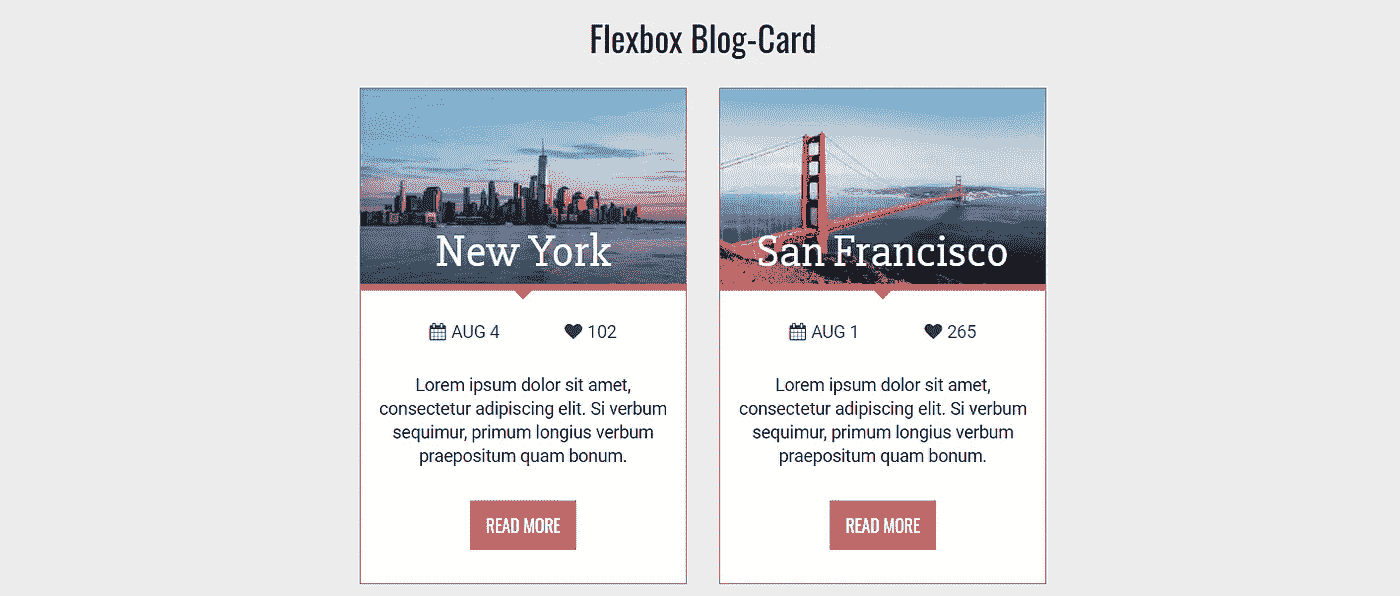 Flexbox Blog-Card
New York
AUG 4 102
Lorem ipsum dolor sit amet,
consectetur adipiscing elit. Si verbum
sequimur, primum longius verbum
praepositum quam bonum.
READ MORE
San Francisco
AUG 1 265
Lorem ipsum dolor sit amet,
consectetur adipiscing elit. Si verbum
sequimur, primum longius verbum
praepositum quam bonum.
READ MORE